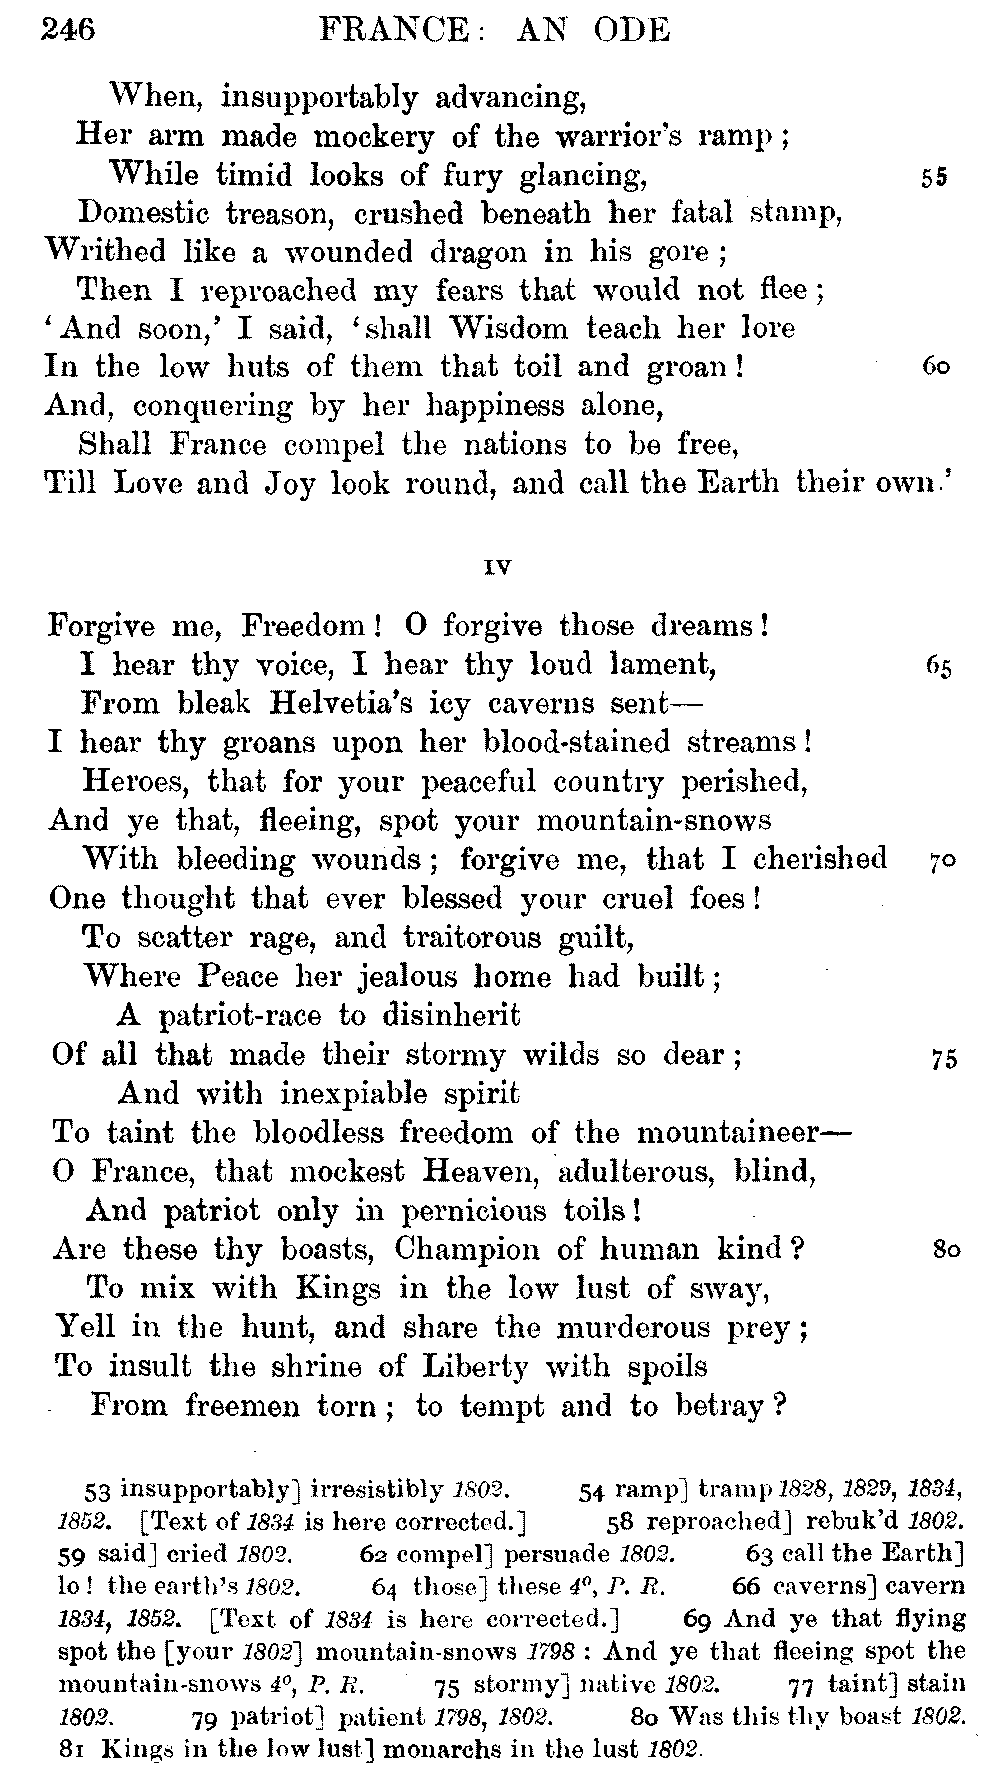 246 FRANCE: AN ODE
When, insupportably advancing,
Her arm made mockery of the warrior's ramp;
While timid looks of fury glancing, 55
Domestic treason, crushed beneath her fatal stamp,
Writhed like a wounded dragon in his gore;
Then I reproached my fears that would not flee;
'And soon,' I said, 'shall Wisdom teach her lore
In the low huts of them that toil and groan! 60
And, conquering by her happiness alone,
Shall France compel the nations to be free,
Till Love and Joy look round, and call the Earth their own.'
IV
Forgive me, Freedom! O forgive those dreams!
I hear thy voice, I hear thy loud lament, 65
From bleak Helvetia's icy caverns sent—
I hear thy groans upon her blood-stained streams!
Heroes, that for your peaceful country perished,
And ye that, fleeing, spot your mountain-snows
With bleeding wounds; forgive me, that I cherished 70
One thought that ever blessed your cruel foes!
To scatter rage, and traitorous guilt,
Where Peace her jealous home had built;
A patriot-race to disinherit
Of all that made their stormy wilds so dear; 75
And with inexpiable spirit
To taint the bloodless freedom of the mountaineer—
O France, that mockest Heaven, adulterous, blind,
And patriot only in pernicious toils!
Are these thy boasts, Champion of human kind? 80
To mix with Kings in the low lust of sway,
Yell in the hunt, and share the murderous prey;
To insult the shrine of Liberty with spoils
From freemen torn; to tempt and to betray?
53 insupportably] irresistibly 1802. 54 ramp] tramp 1828, 1829, 1834,
1852. [Text of 1834 is here corrected.] 58 reproached] rebuk'd 1802.
59 said] cried 1802. 62 compel] persuade 1802. 63 call the Earth]
lo! the earth's 1802. 64 those] these 4º, P. R. 66 caverns] cavern
1834, 1852. [Text of 1834 is here corrected.] 69 And ye that flying
spot the [your 1802] mountain-snows 1798: And ye that fleeing spot the
mountain-snows 4º, P. R. 75 stormy] native 1802. 77 taint] stain
1802. 79 patriot] patient 1798, 1802. 80 Was this thy boast 1802.
81 Kings in the low lust] monarchs in the lust 1802.